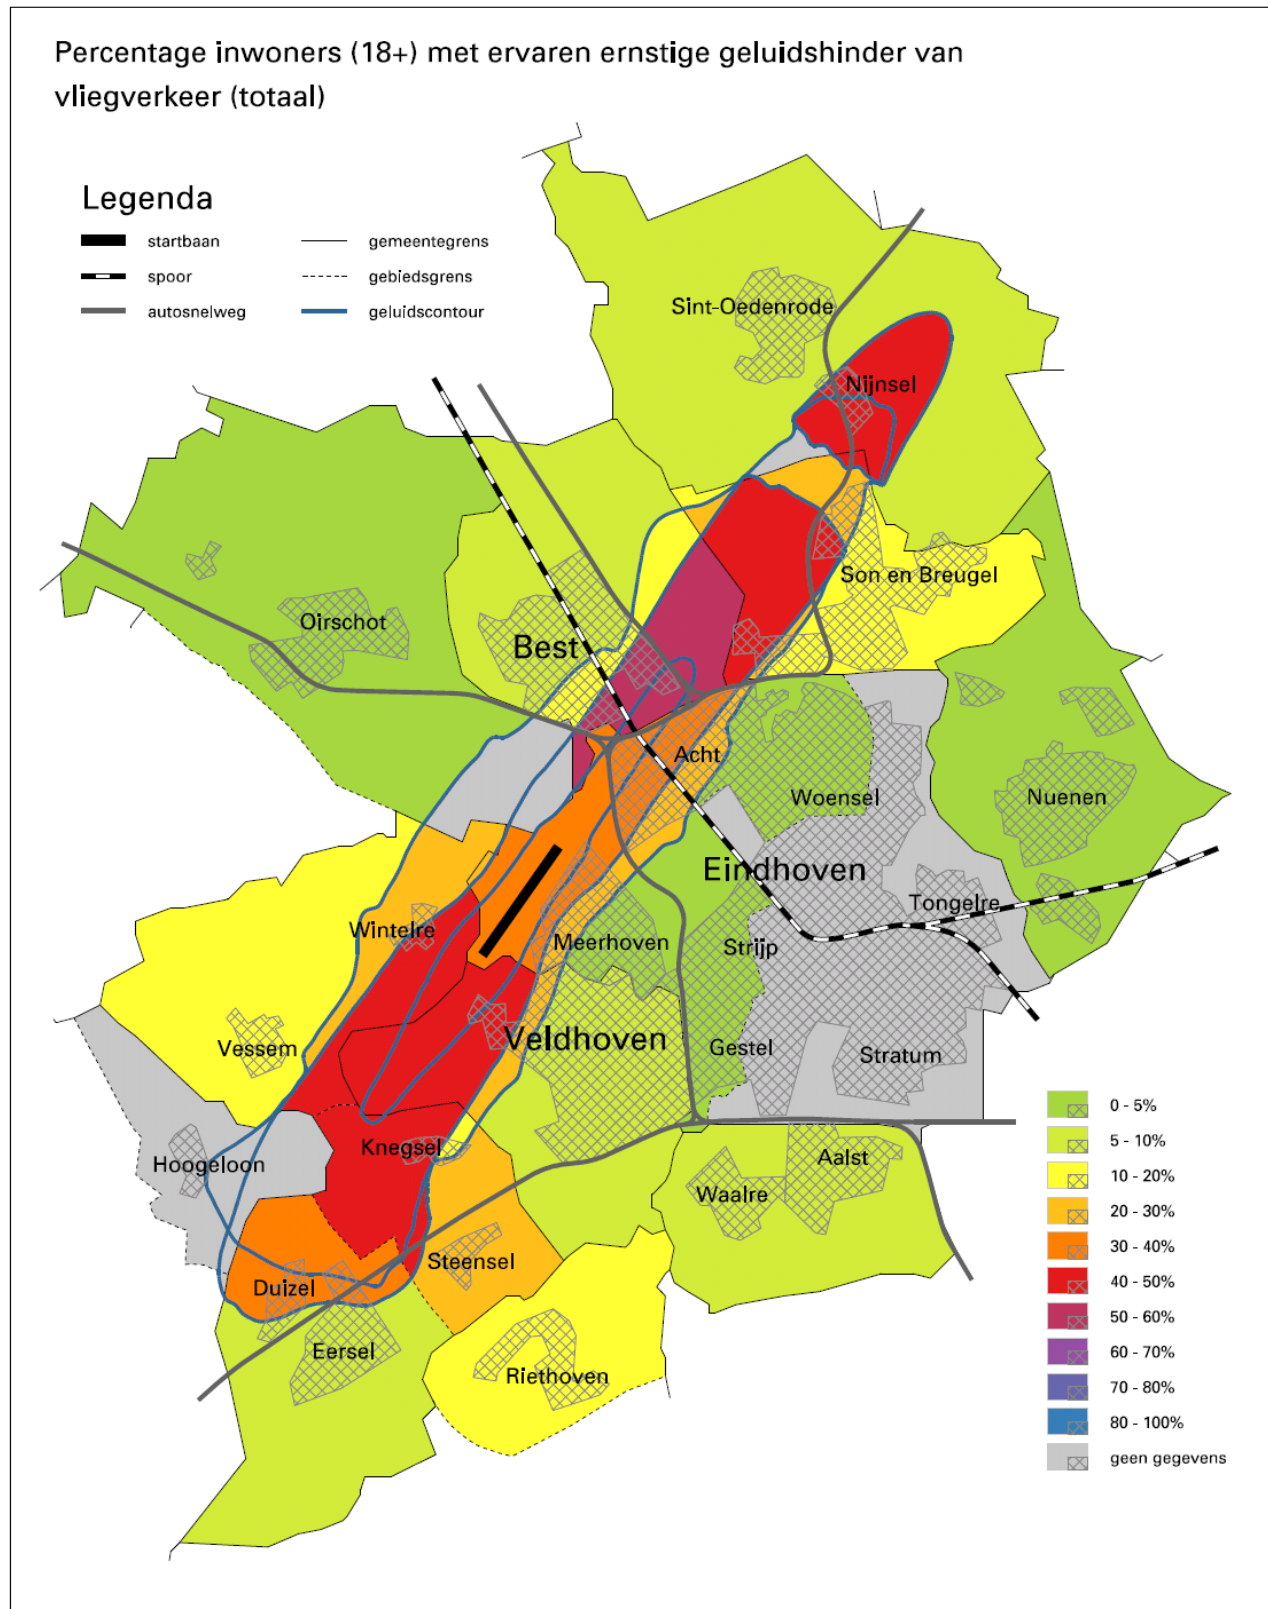 Percentage inwoners (18+) met ervaren ernstige geluidshinder van
vliegverkeer (totaal)
Legenda
startbaan
gemeentegrens
spoor
gebiedsgrens
autosnelweg
geluidscontour
Sint-Oedenrode
Nijnsel
Son en Breugel
Oirschot
Best
Acht
Woensel
Nuenen
Eindhoven
Tongelre
Wintelre
Meerhoven
Strijp
Vessem
Veldhoven
Gestel
Stratum
Knegsel
Hoogeloon
Aalst
Waalre
Steensel
Duizel
Eersel
Riethoven
0 - 5%
5 - 10%
10 - 20%
20 - 30%
30 - 40%
40 - 50%
50 - 60%
60 - 70%
70 - 80%
80 - 100%
geen gegevens